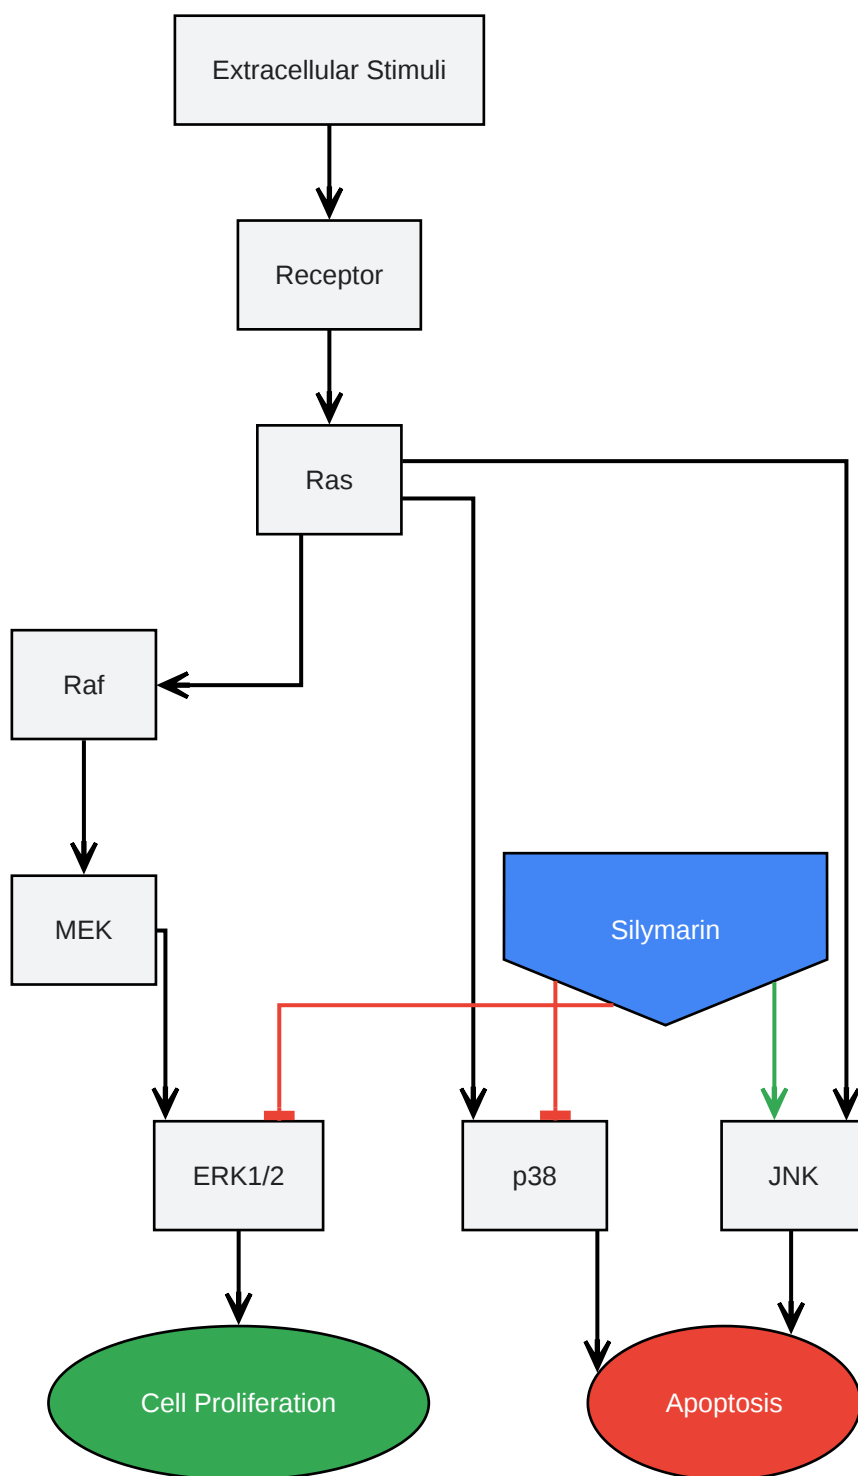 Extracellular Stimuli
Receptor
Ras
Raf
MEK
Silymarin
ERK1/2
p38
JNK
Cell Proliferation
Apoptosis